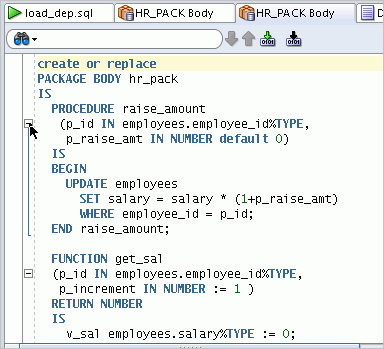 load_dep.sql HR_PACK Body HR_PACK Body D
create or replace
PACKAGE BODY hr_pack
IS
PROCEDURE raise_amount
(p_id IN employees.employee_id%TYPE,
p_raise_amt IN NUMBER default 0)
IS
BEGIN
UPDATE employees
SET salary = salary * (1+p_raise_amt)
WHERE employee_id = p_id;
END raise_amount;
FUNCTION get_sal
(p_id IN employees.employee_id%TYPE,
p_increment IN NUMBER := 1 )
RETURN NUMBER
IS
v_sal employees.salary%TYPE := 0;